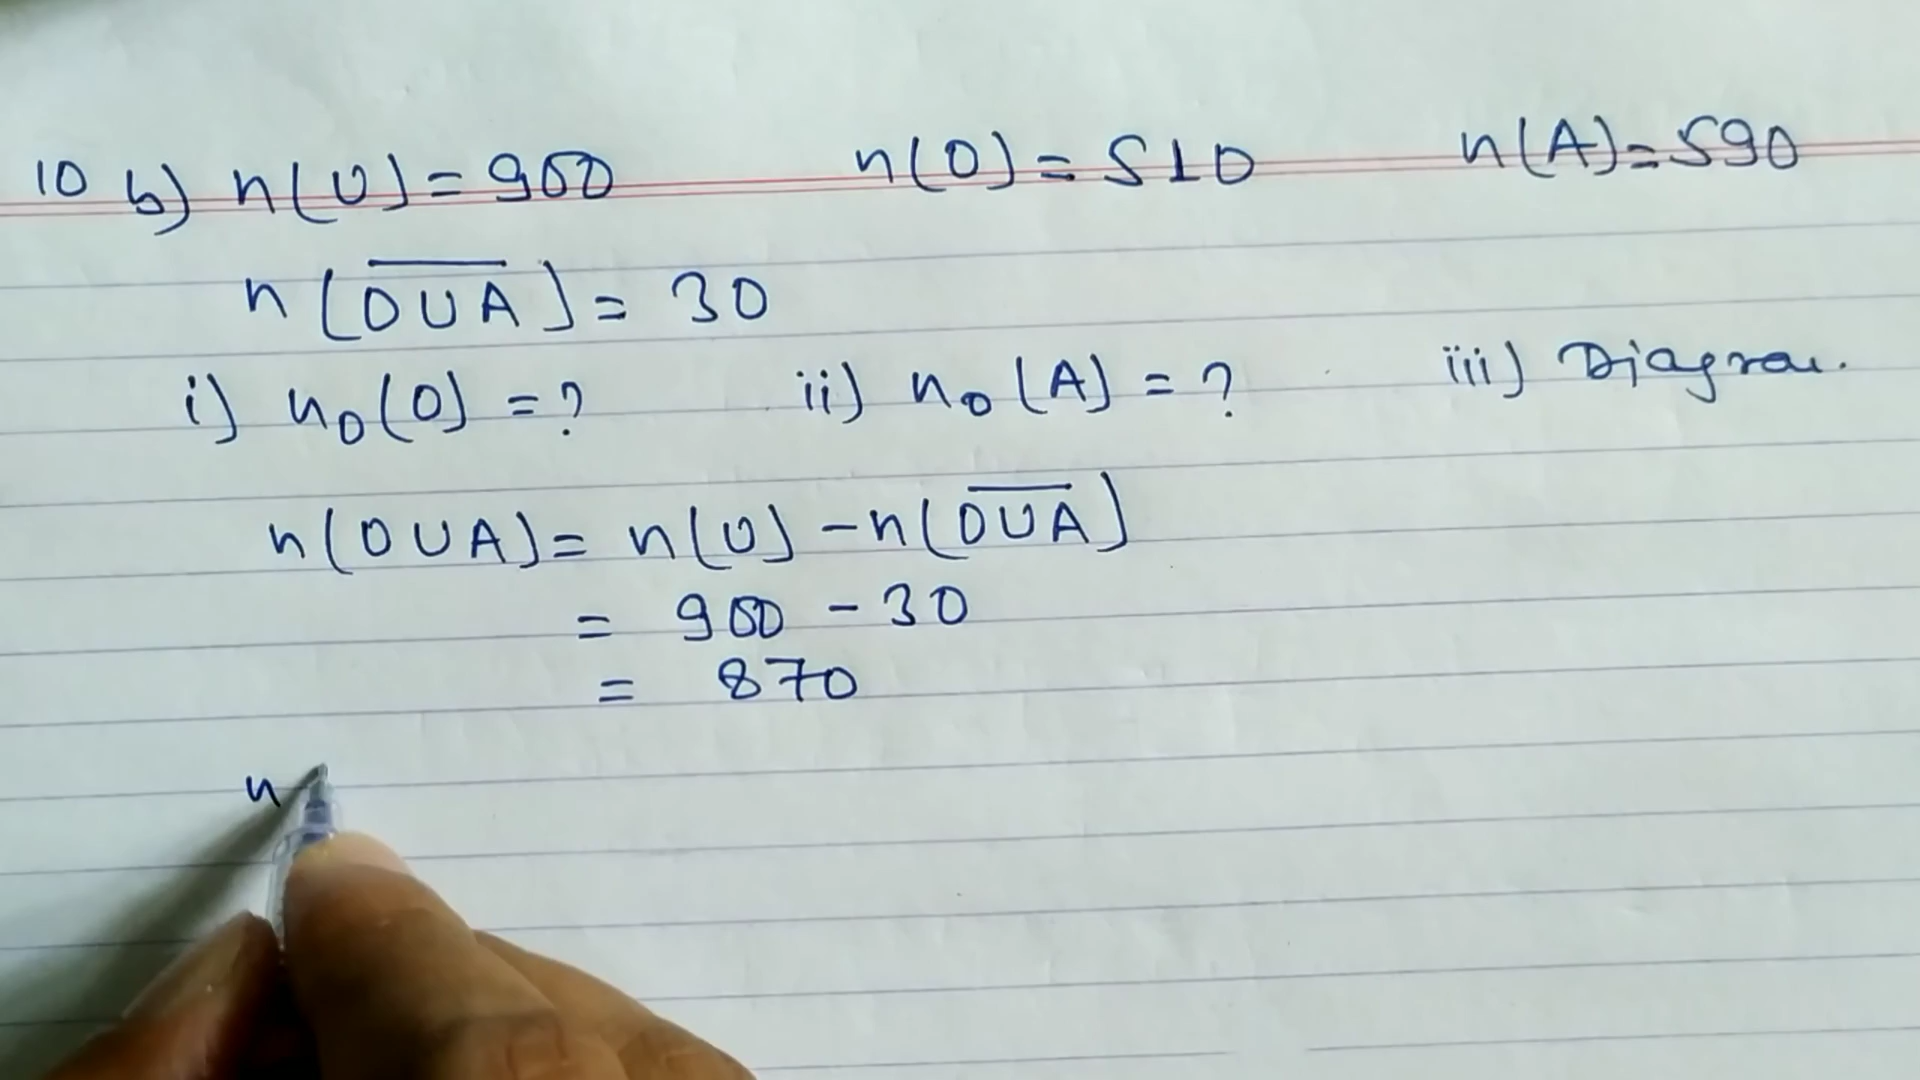 10 b) n(U) = 900 n(O) = 510 n(A) = 590
n(O̅ ̅U̅ ̅A̅) = 30
i) n₀(O) = ? ii) n₀(A) = ? iii) Diagram.
n(O U A) = n(U) - n(O̅ ̅U̅ ̅A̅)
= 900 - 30
= 870
n